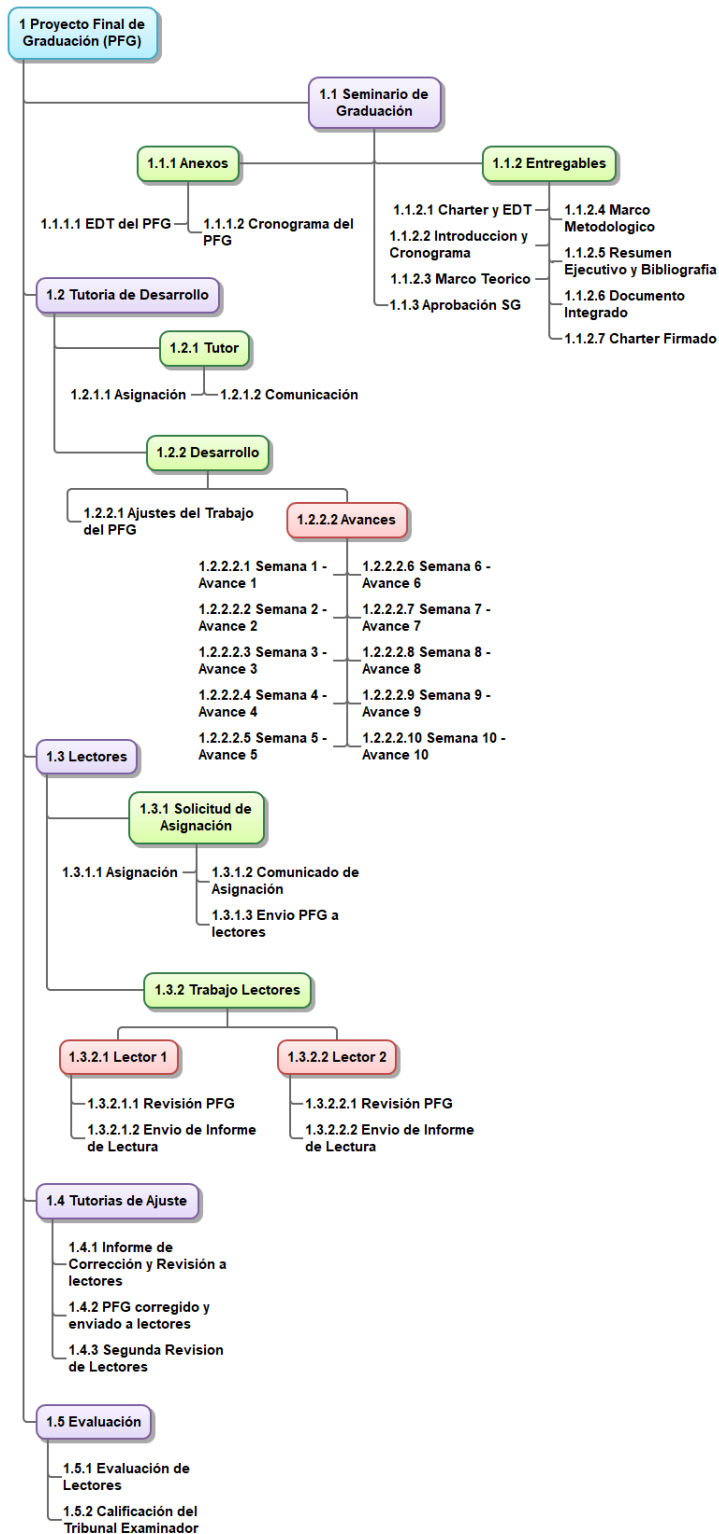 1 Proyecto Final de
Graduación (PFG)
1.1 Seminario de
Graduación
1.1.1 Anexos
1.1.1.1 EDT del PFG
1.1.1.2 Cronograma del
PFG
1.1.2 Entregables
1.1.2.1 Charter y EDT
1.1.2.2 Introduccion y
Cronograma
1.1.2.3 Marco Teorico
1.1.2.4 Marco
Metodologico
1.1.2.5 Resumen
Ejecutivo y Bibliografia
1.1.2.6 Documento
Integrado
1.1.2.7 Charter Firmado
1.1.3 Aprobación SG
1.2 Tutoria de Desarrollo
1.2.1 Tutor
1.2.1.1 Asignación
1.2.1.2 Comunicación
1.2.2 Desarrollo
1.2.2.1 Ajustes del Trabajo
del PFG
1.2.2.2 Avances
1.2.2.2.1 Semana 1 -
Avance 1
1.2.2.2.2 Semana 2 -
Avance 2
1.2.2.2.3 Semana 3 -
Avance 3
1.2.2.2.4 Semana 4 -
Avance 4
1.2.2.2.5 Semana 5 -
Avance 5
1.2.2.2.6 Semana 6 -
Avance 6
1.2.2.2.7 Semana 7 -
Avance 7
1.2.2.2.8 Semana 8 -
Avance 8
1.2.2.2.9 Semana 9 -
Avance 9
1.2.2.2.10 Semana 10 -
Avance 10
1.3 Lectores
1.3.1 Solicitud de
Asignación
1.3.1.1 Asignación
1.3.1.2 Comunicado de
Asignación
1.3.1.3 Envio PFG a
lectores
1.3.2 Trabajo Lectores
1.3.2.1 Lector 1
1.3.2.1.1 Revisión PFG
1.3.2.1.2 Envio de Informe
de Lectura
1.3.2.2 Lector 2
1.3.2.2.1 Revisión PFG
1.3.2.2.2 Envio de Informe
de Lectura
1.4 Tutorias de Ajuste
1.4.1 Informe de
Corrección y Revisión a
lectores
1.4.2 PFG corregido y
enviado a lectores
1.4.3 Segunda Revision
de Lectores
1.5 Evaluación
1.5.1 Evaluación de
Lectores
1.5.2 Calificación del
Tribunal Examinador